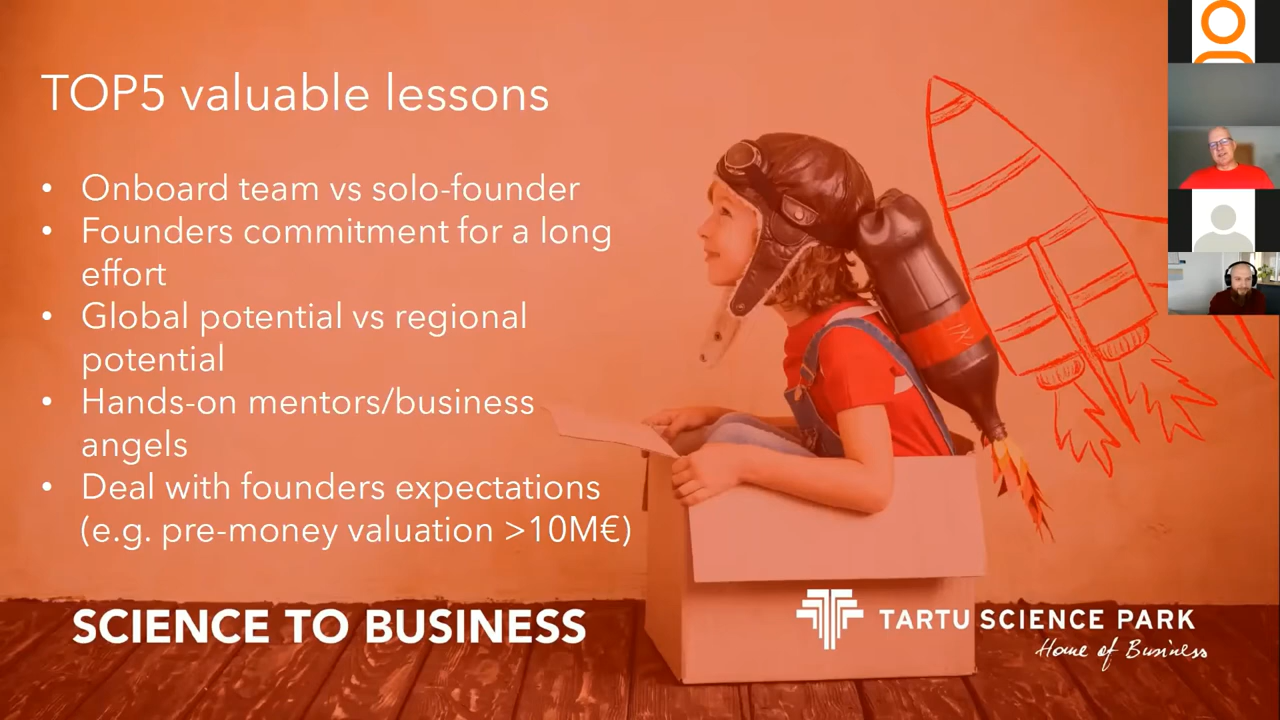 TOP5 valuable lessons
• Onboard team vs solo-founder
• Founders commitment for a long
effort
• Global potential vs regional
potential
• Hands-on mentors/business
angels
• Deal with founders expectations
(e.g. pre-money valuation >10M€)
SCIENCE TO BUSINESS
TARTU SCIENCE PARK
Home of Business